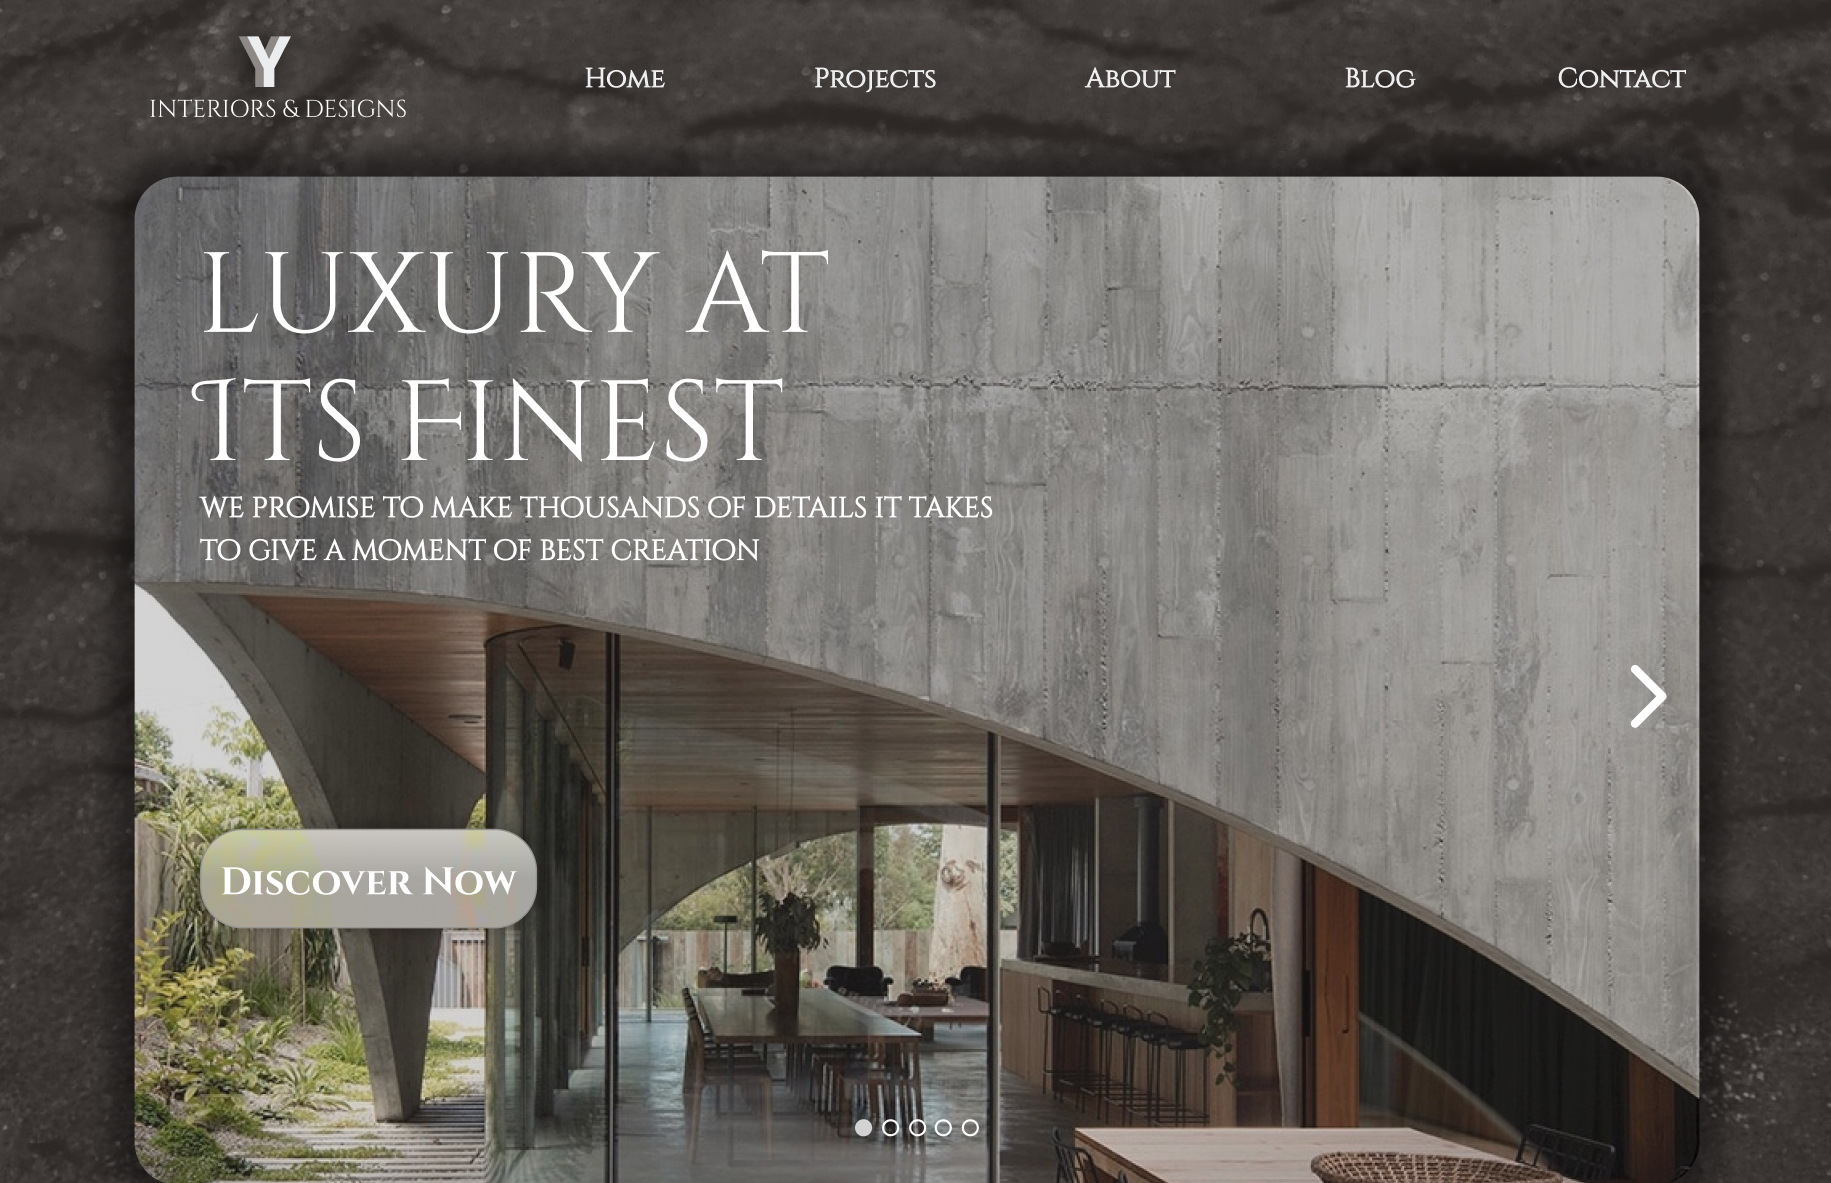 Y
INTERIORS & DESIGNS
HOME PROJECTS ABOUT BLOG CONTACT
LUXURY AT
ITS FINEST
WE PROMISE TO MAKE THOUSANDS OF DETAILS IT TAKES
TO GIVE A MOMENT OF BEST CREATION
DISCOVER NOW